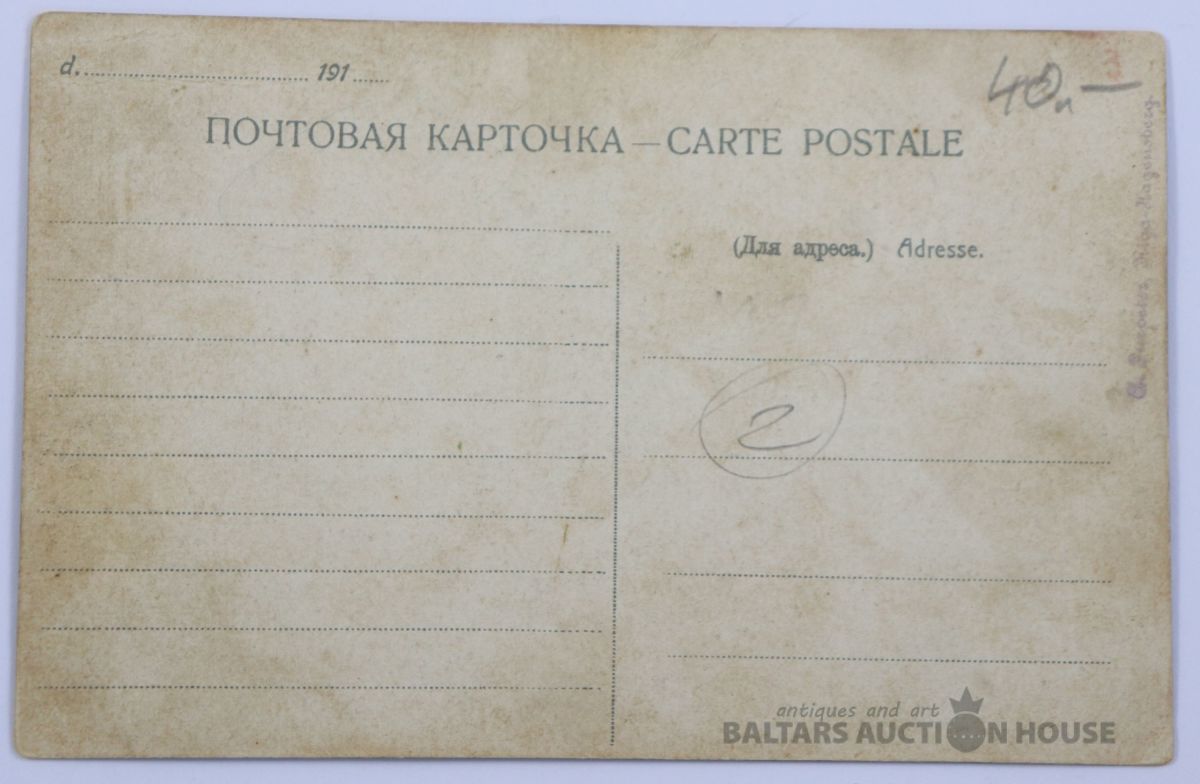 d. 191
40.-
ПОЧТОВАЯ КАРТОЧКА — CARTE POSTALE
(Для адреса.) Adresse.
2
antiques and art
BALTARS AUCTION HOUSE